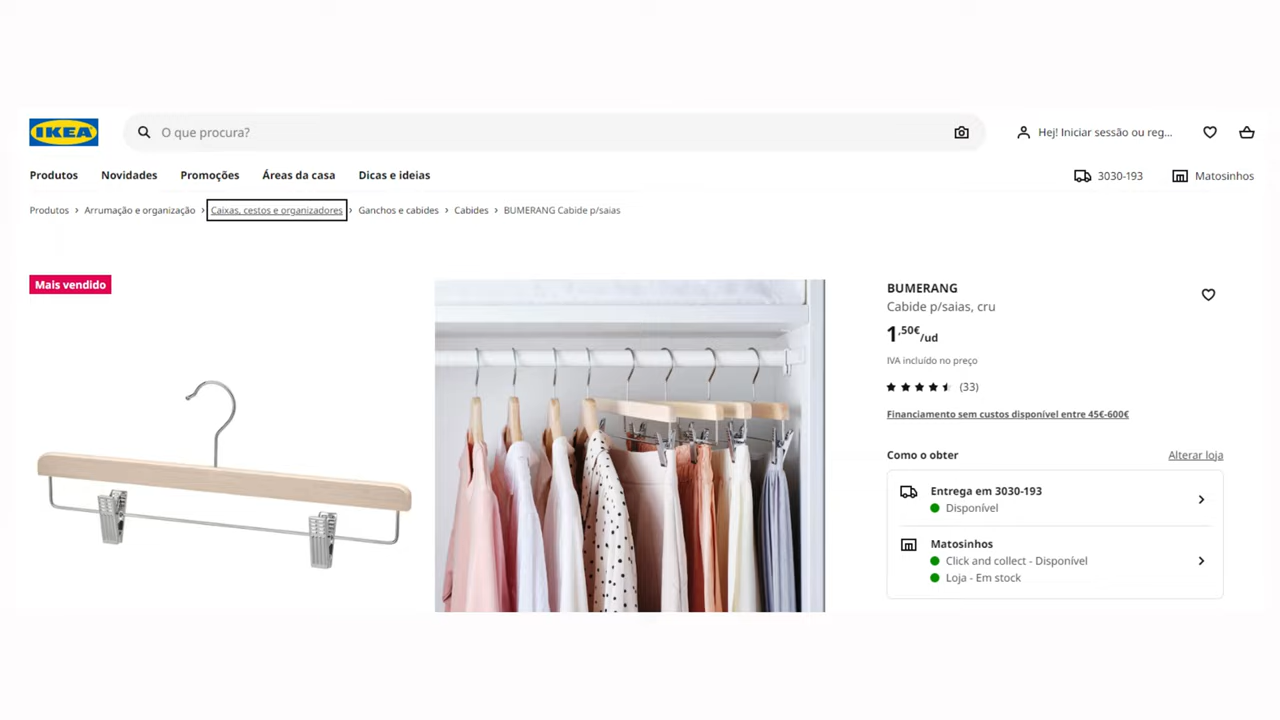 IKEA
O que procura?
Hej! Iniciar sessão ou reg...
Produtos Novidades Promoções Áreas da casa Dicas e ideias
3030-193 Matosinhos
Produtos > Arrumação e organização > Caixas, cestos e organizadores > Ganchos e cabides > Cabides > BUMERANG Cabide p/saias
Mais vendido
BUMERANG
Cabide p/saias, cru
1,50€/ud
IVA incluído no preço
(33)
Financiamento sem custos disponível entre 45€-600€
Como o obter Alterar loja
Entrega em 3030-193
Disponível
Matosinhos
Click and collect - Disponível
Loja - Em stock